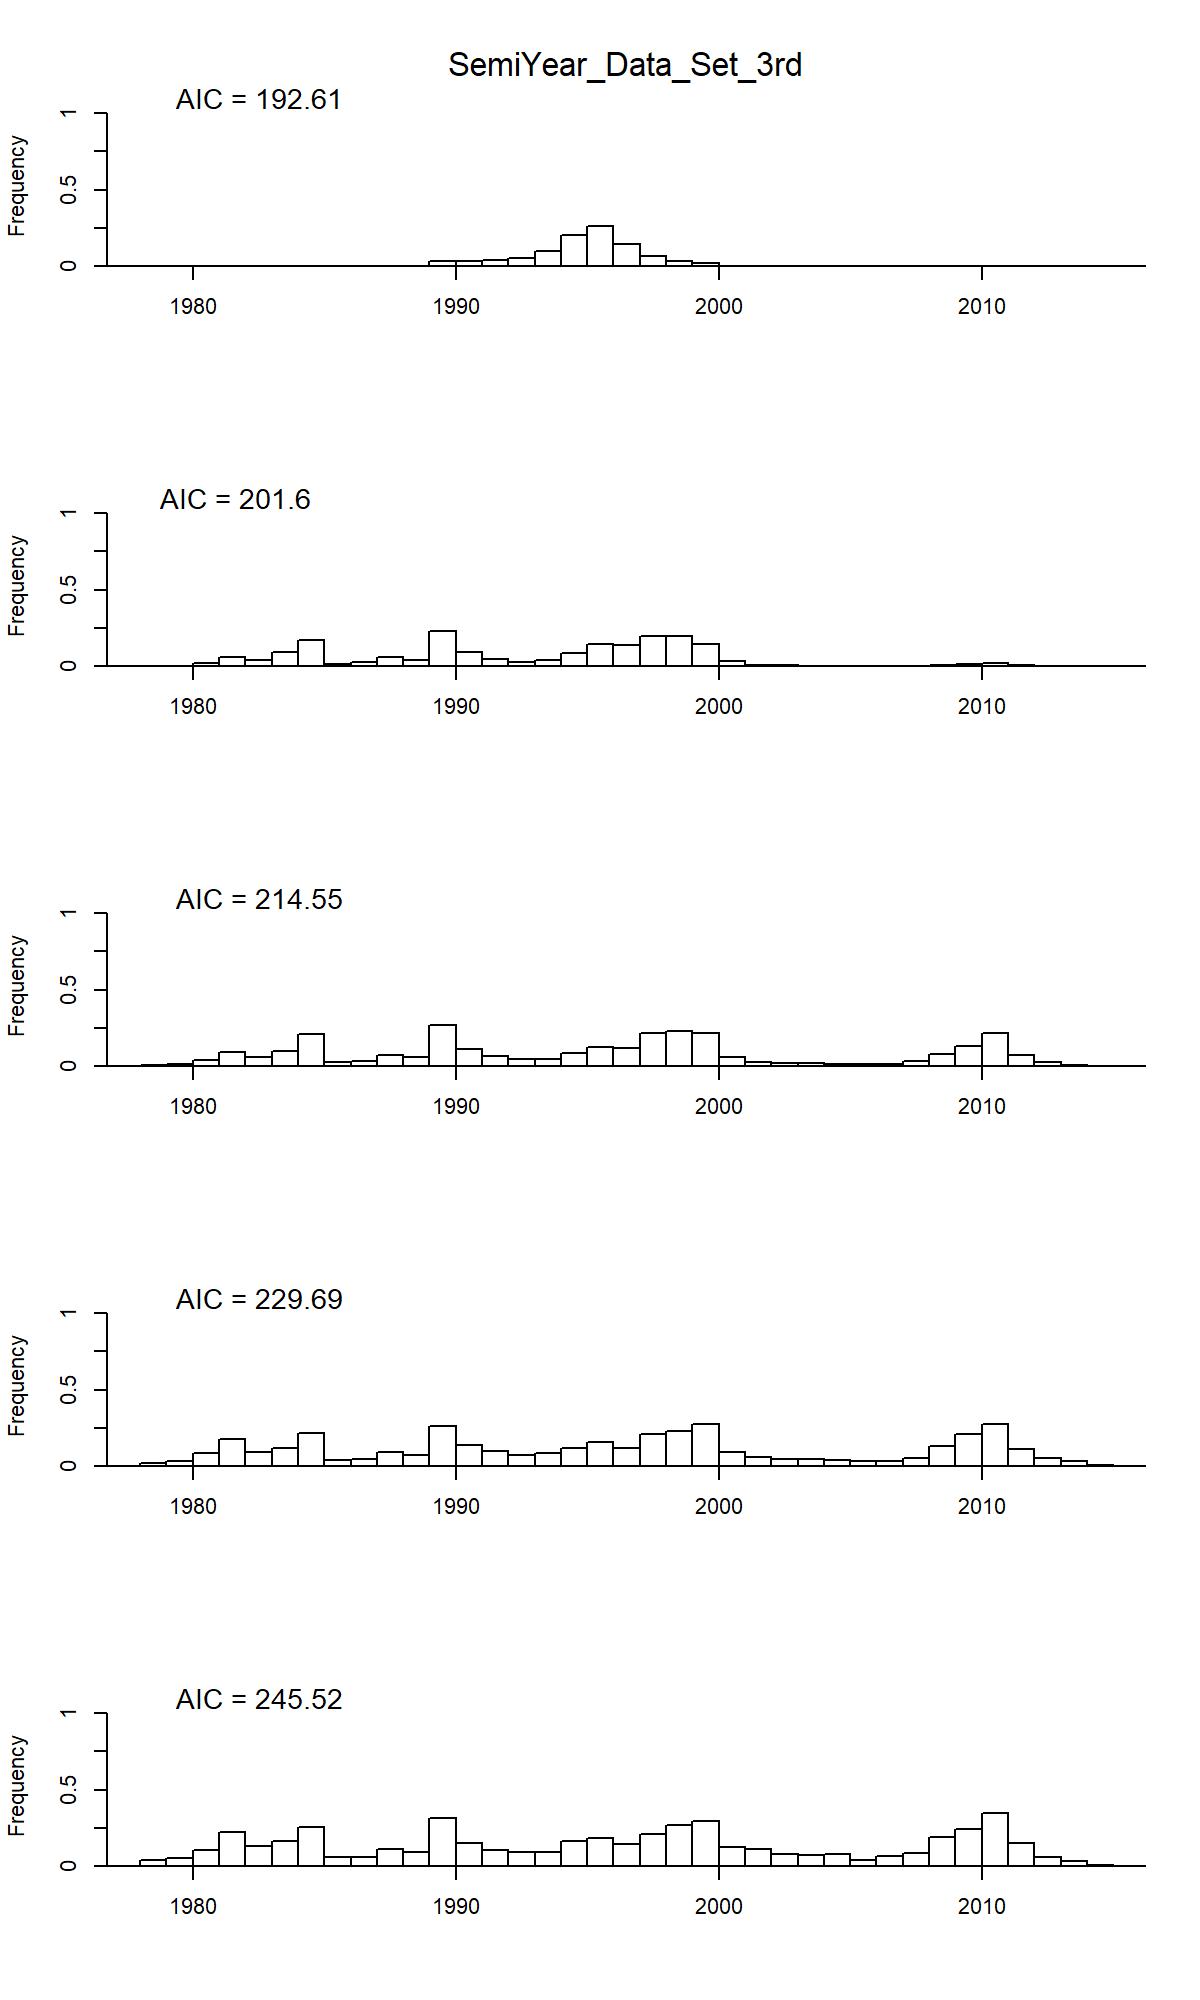 SemiYear_Data_Set_3rd
AIC = 192.61
Frequency
1
0.5
0
1980 1990 2000 2010
AIC = 201.6
Frequency
1
0.5
0
1980 1990 2000 2010
AIC = 214.55
Frequency
1
0.5
0
1980 1990 2000 2010
AIC = 229.69
Frequency
1
0.5
0
1980 1990 2000 2010
AIC = 245.52
Frequency
1
0.5
0
1980 1990 2000 2010